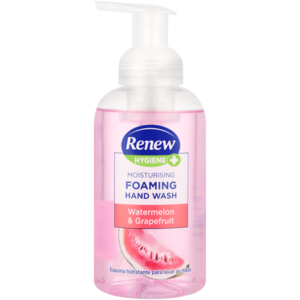 Renew
HYGIENE +
MOISTURISING
FOAMING
HAND WASH
Watermelon
& Grapefruit
Espuma hidratante para lavar as mãos